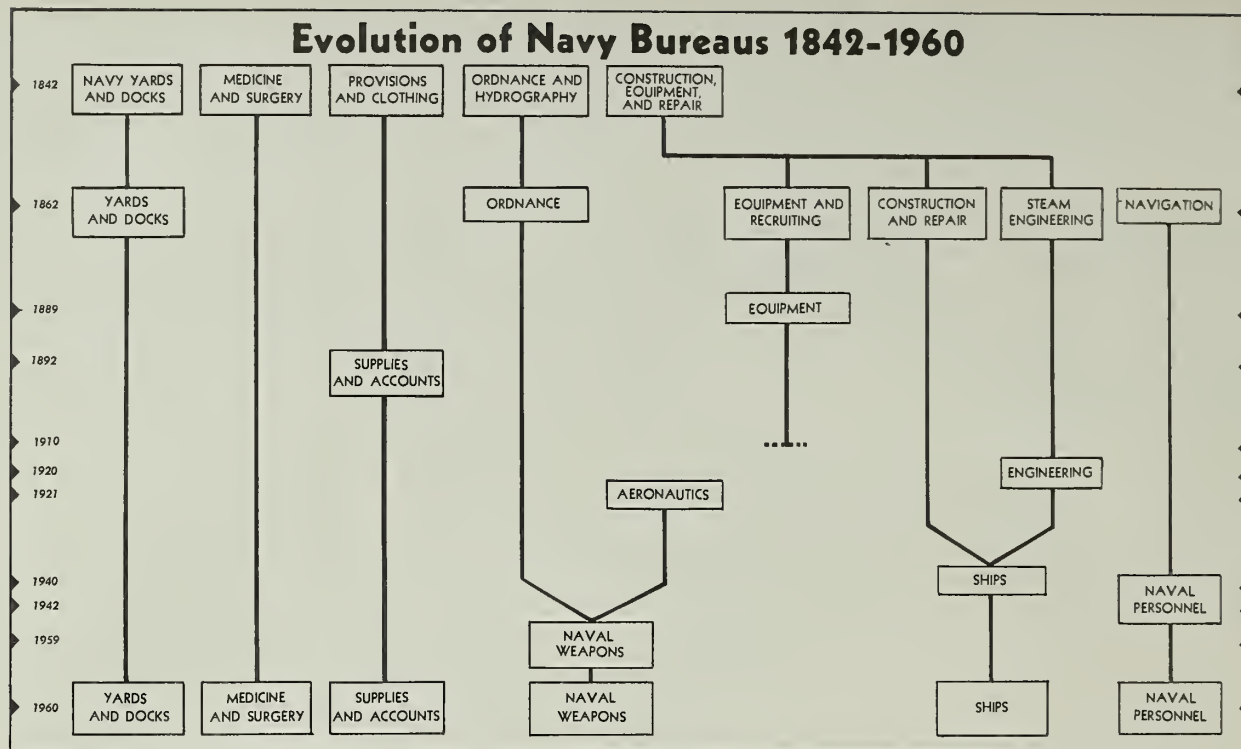 Evolution of Navy Bureaus 1842-1960
1842
NAVY YARDS
AND DOCKS
MEDICINE
AND SURGERY
PROVISIONS
AND CLOTHING
ORDNANCE AND
HYDROGRAPHY
CONSTRUCTION,
EQUIPMENT,
AND REPAIR
1862
YARDS
AND DOCKS
ORDNANCE
EQUIPMENT AND
RECRUITING
CONSTRUCTION
AND REPAIR
STEAM
ENGINEERING
NAVIGATION
1889
EQUIPMENT
1892
SUPPLIES
AND ACCOUNTS
1910
1920
ENGINEERING
1921
AERONAUTICS
1940
SHIPS
1942
NAVAL
PERSONNEL
1959
NAVAL
WEAPONS
1960
YARDS
AND DOCKS
MEDICINE
AND SURGERY
SUPPLIES
AND ACCOUNTS
NAVAL
WEAPONS
SHIPS
NAVAL
PERSONNEL